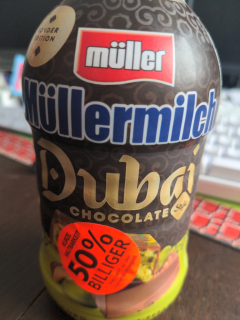 müller
Müllermilch
Dubai
CHOCOLATE
50%
BILLIGER